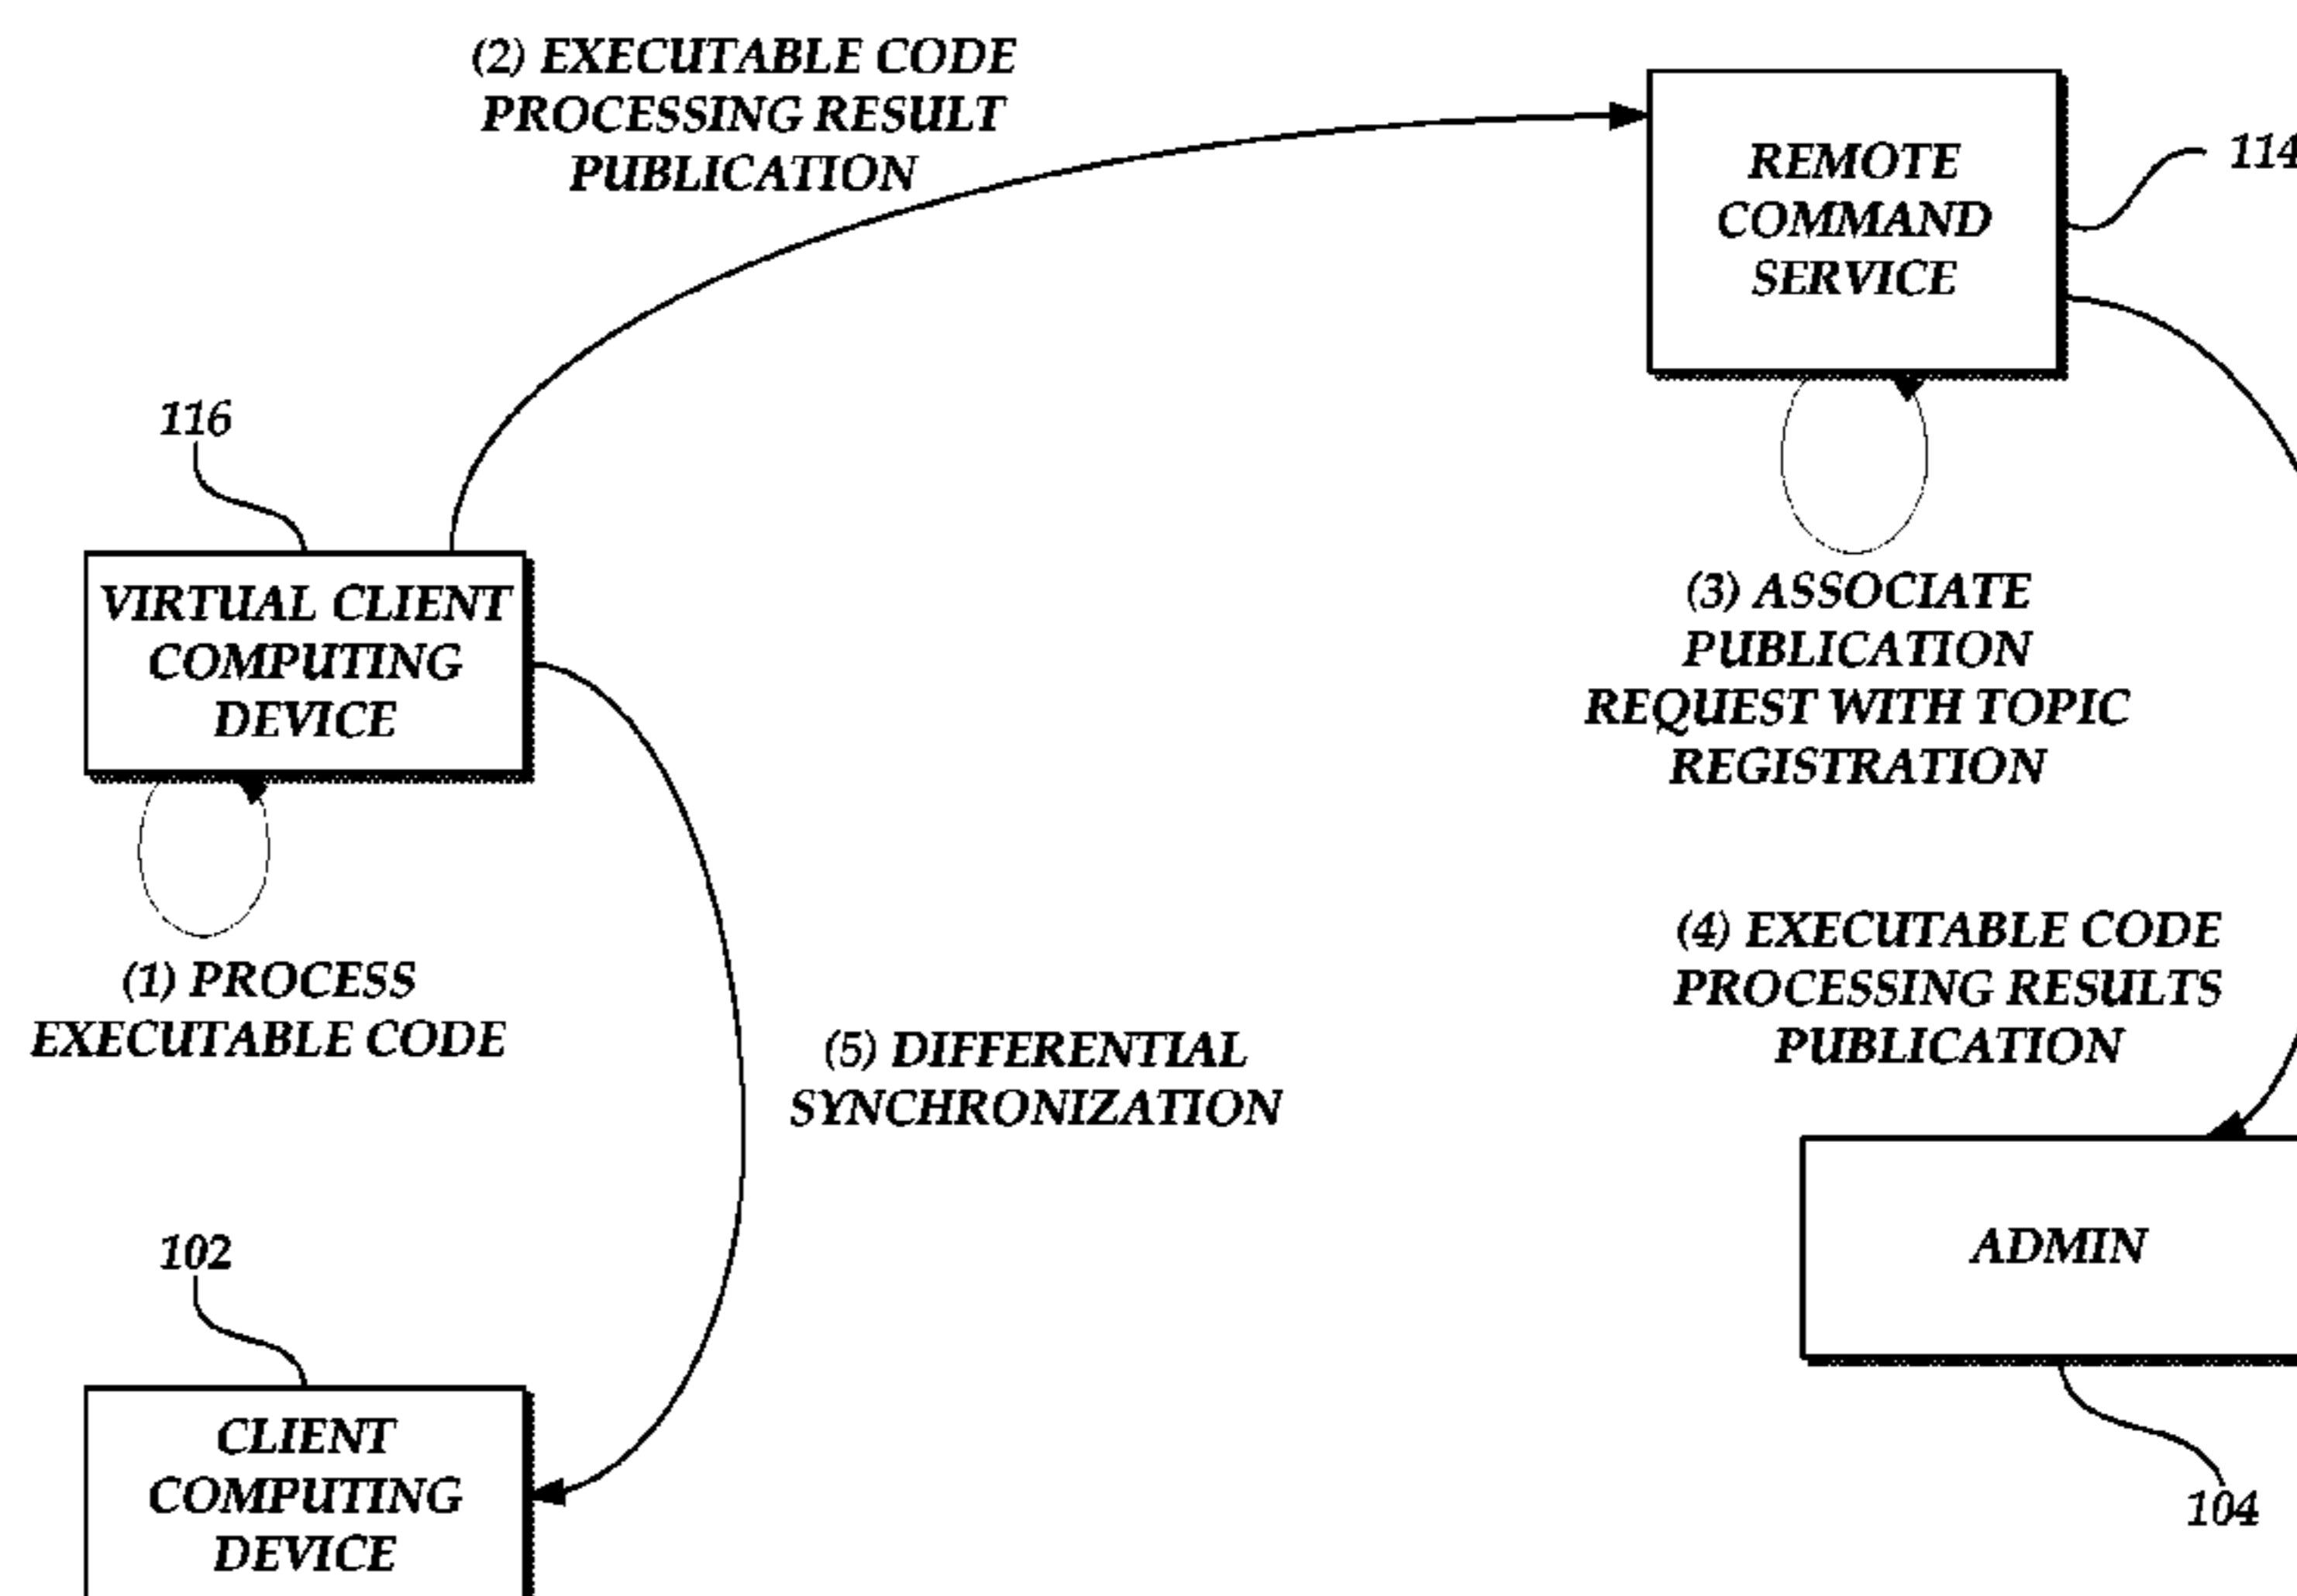 (2) EXECUTABLE CODE
PROCESSING RESULT
PUBLICATION
REMOTE
COMMAND
SERVICE
114
116
VIRTUAL CLIENT
COMPUTING
DEVICE
(3) ASSOCIATE
PUBLICATION
REQUEST WITH TOPIC
REGISTRATION
(1) PROCESS
EXECUTABLE CODE
(4) EXECUTABLE CODE
PROCESSING RESULTS
PUBLICATION
(5) DIFFERENTIAL
SYNCHRONIZATION
ADMIN
102
CLIENT
COMPUTING
DEVICE
104